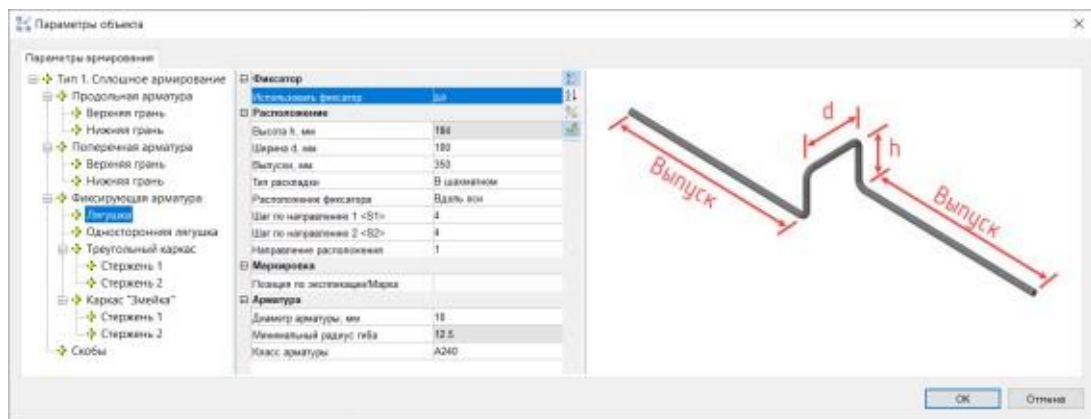 Параметры объекта
Параметры армирования
Тип 1. Сплошное армирование
Продольная арматура
Верхняя грань
Нижняя грань
Поперечная арматура
Верхняя грань
Нижняя грань
Фиксирующая арматура
Лягушка
Односторонняя лягушка
Треугольный каркас
Стержень 1
Стержень 2
Каркас "Змейка"
Стержень 1
Стержень 2
Скобы
Фиксатор
Использовать фиксатор
Расположение
Высота h, мм 184
Ширина d, мм
Выпуски, мм 350
Тип раскладки В шахматном
Расположение фиксатора Вдоль оси
Шаг по направление 1 <S1> 4
Шаг по направление 2 <S2> 4
Направление расположения 1
Маркировка
Позиция по экспликации/Марка
Арматура
Диаметр арматуры, мм 10
Минимальный радиус гиба 12.5
Класс арматуры A240
d
h
Выпуск
Выпуск
OK
Отмена